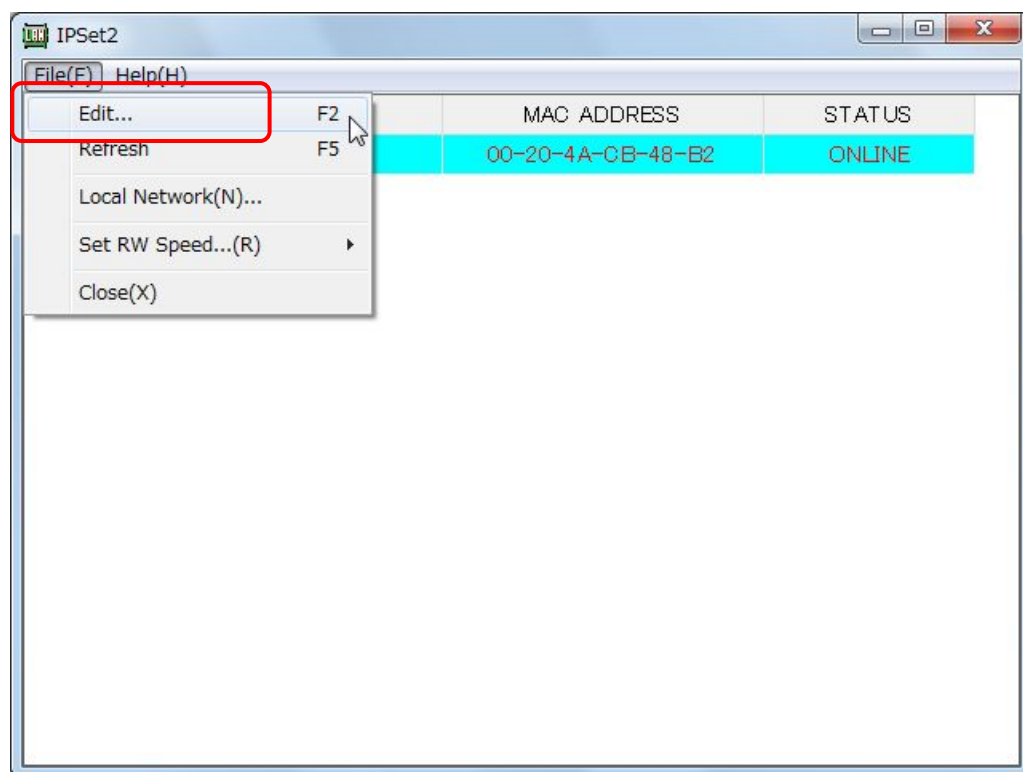 IPSet2
File(F) Help(H)
Edit... F2
Refresh F5
Local Network(N)...
Set RW Speed...(R)
Close(X)
MAC ADDRESS STATUS
00-20-4A-CB-48-B2 ONLINE